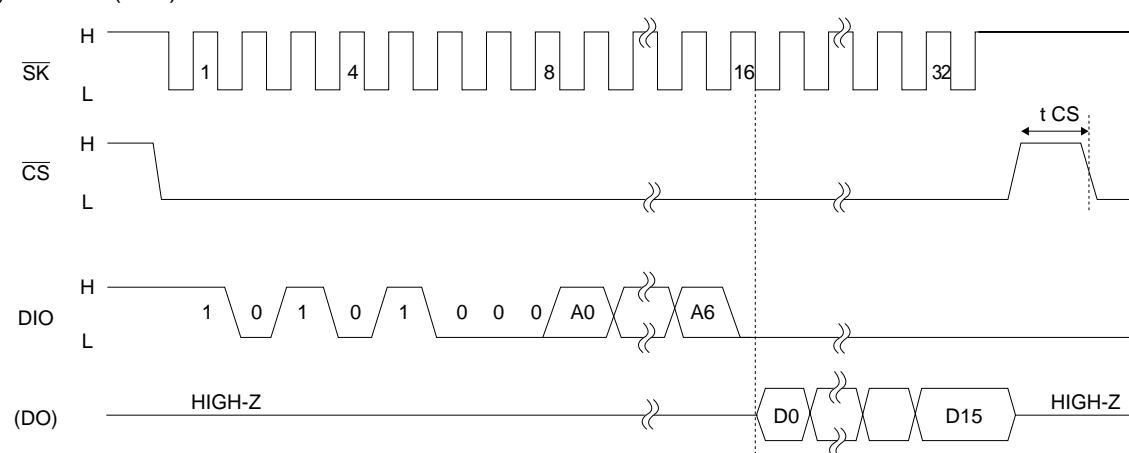 H
SK
1 4 8 16 32
L
t CS
H
CS
L
H
DIO
1 0 1 0 1 0 0 0 A0 A6
L
HIGH-Z
HIGH-Z
(DO)
D0 D15